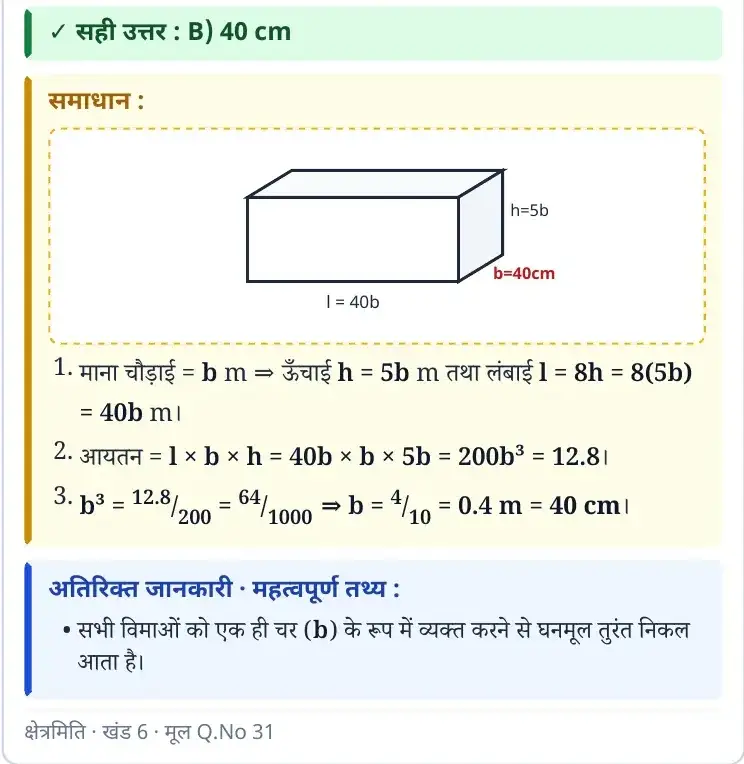 ✓ सही उत्तर : B) 40 cm
समाधान :
h=5b
b=40cm
l = 40b
1. माना चौड़ाई = b m ⇒ ऊँचाई h = 5b m तथा लंबाई l = 8h = 8(5b)
= 40b m।
2. आयतन = l × b × h = 40b × b × 5b = 200b³ = 12.8।
3. b³ = 12.8/200 = 64/1000 ⇒ b = 4/10 = 0.4 m = 40 cm।
अतिरिक्त जानकारी · महत्वपूर्ण तथ्य :
• सभी विमाओं को एक ही चर (b) के रूप में व्यक्त करने से घनमूल तुरंत निकल
आता है।
क्षेत्रमिति · खंड 6 · मूल Q.No 31